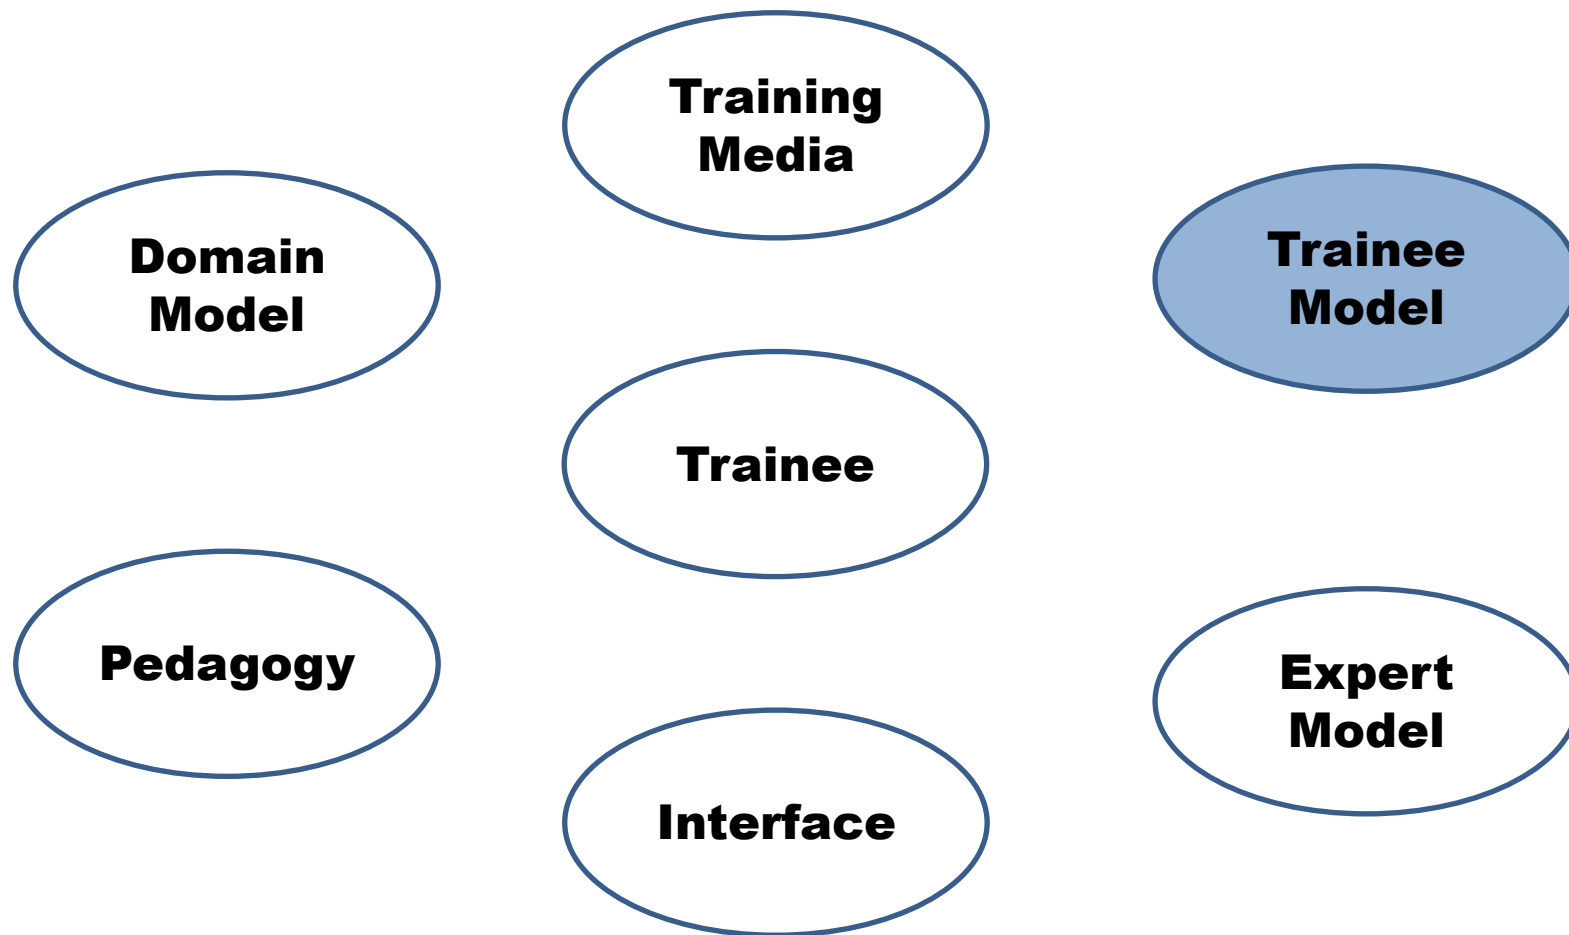 Training
Media
Domain
Model
Trainee
Model
Trainee
Pedagogy
Expert
Model
Interface